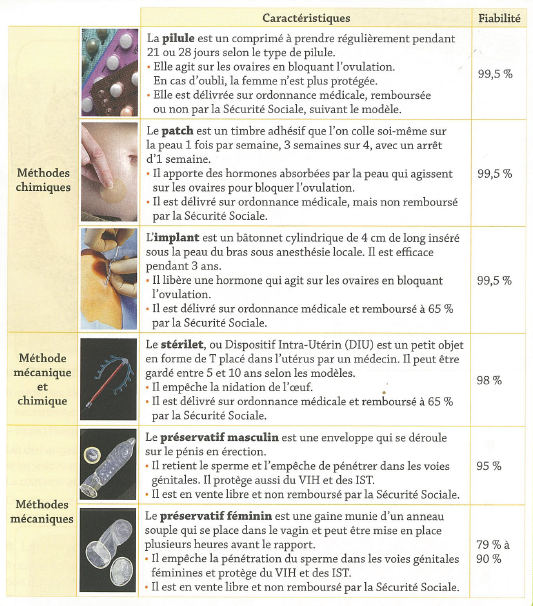 Caractéristiques Fiabilité
Méthodes
chimiques
La pilule est un comprimé à prendre régulièrement pendant
21 ou 28 jours selon le type de pilule.
• Elle agit sur les ovaires en bloquant l'ovulation.
En cas d'oubli, la femme n'est plus protégée.
• Elle est délivrée sur ordonnance médicale, remboursée
ou non par la Sécurité Sociale, suivant le modèle.
99,5 %
Le patch est un timbre adhésif que l'on colle soi-même sur
la peau 1 fois par semaine, 3 semaines sur 4, avec un arrêt
d'1 semaine.
• Il apporte des hormones absorbées par la peau qui agissent
sur les ovaires pour bloquer l'ovulation.
• Il est délivré sur ordonnance médicale, mais non remboursé
par la Sécurité Sociale.
99,5 %
L'implant est un bâtonnet cylindrique de 4 cm de long inséré
sous la peau du bras sous anesthésie locale. Il est efficace
pendant 3 ans.
• Il libère une hormone qui agit sur les ovaires en bloquant
l'ovulation.
• Il est délivré sur ordonnance médicale et remboursé à 65 %
par la Sécurité Sociale.
99,5 %
Méthode
mécanique
et
chimique
Le stérilet, ou Dispositif Intra-Utérin (DIU) est un petit objet
en forme de T placé dans l'utérus par un médecin. Il peut être
gardé entre 5 et 10 ans selon les modèles.
• Il empêche la nidation de l'œuf.
• Il est délivré sur ordonnance médicale et remboursé à 65 %
par la Sécurité Sociale.
98 %
Méthodes
mécaniques
Le préservatif masculin est une enveloppe qui se déroule
sur le pénis en érection.
• Il retient le sperme et l'empêche de pénétrer dans les voies
génitales. Il protège aussi du VIH et des IST.
• Il est en vente libre et non remboursé par la Sécurité Sociale.
95 %
Le préservatif féminin est une gaine munie d'un anneau
souple qui se place dans le vagin et peut être mise en place
plusieurs heures avant le rapport.
• Il empêche la pénétration du sperme dans les voies génitales
féminines et protège du VIH et des IST.
• Il est en vente libre et non remboursé par la Sécurité Sociale.
79 % à
90 %